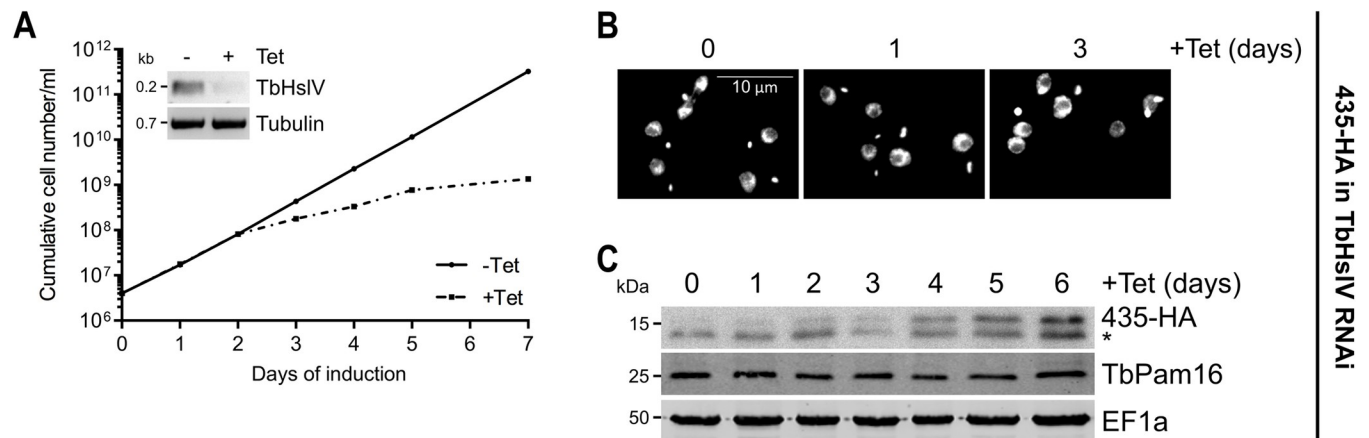 A
kb - + Tet
0.2 TbHslV
0.7 Tubulin
Cumulative cell number/ml
10¹²
10¹¹
10¹⁰
10⁹
10⁸
10⁷
10⁶
-Tet
+Tet
0 1 2 3 4 5 6 7
Days of induction
B
0 1 3 +Tet (days)
10 µm
C
kDa 0 1 2 3 4 5 6 +Tet (days)
15 435-HA
*
25 TbPam16
50 EF1a
435-HA in TbHslV RNAi